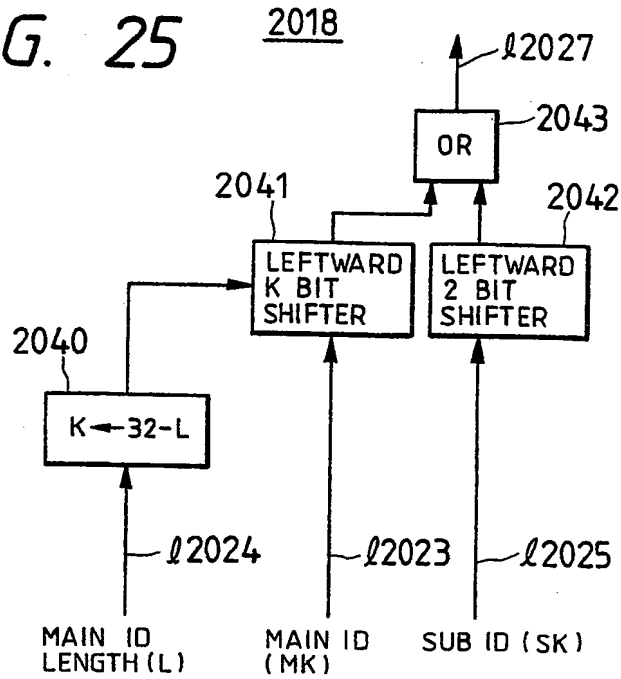 G. 25
2018
ℓ2027
2043
OR
2041
2042
LEFTWARD
K BIT
SHIFTER
LEFTWARD
2 BIT
SHIFTER
2040
K←32-L
ℓ2024
ℓ2023
ℓ2025
MAIN ID
LENGTH (L)
MAIN ID
(MK)
SUB ID (SK)